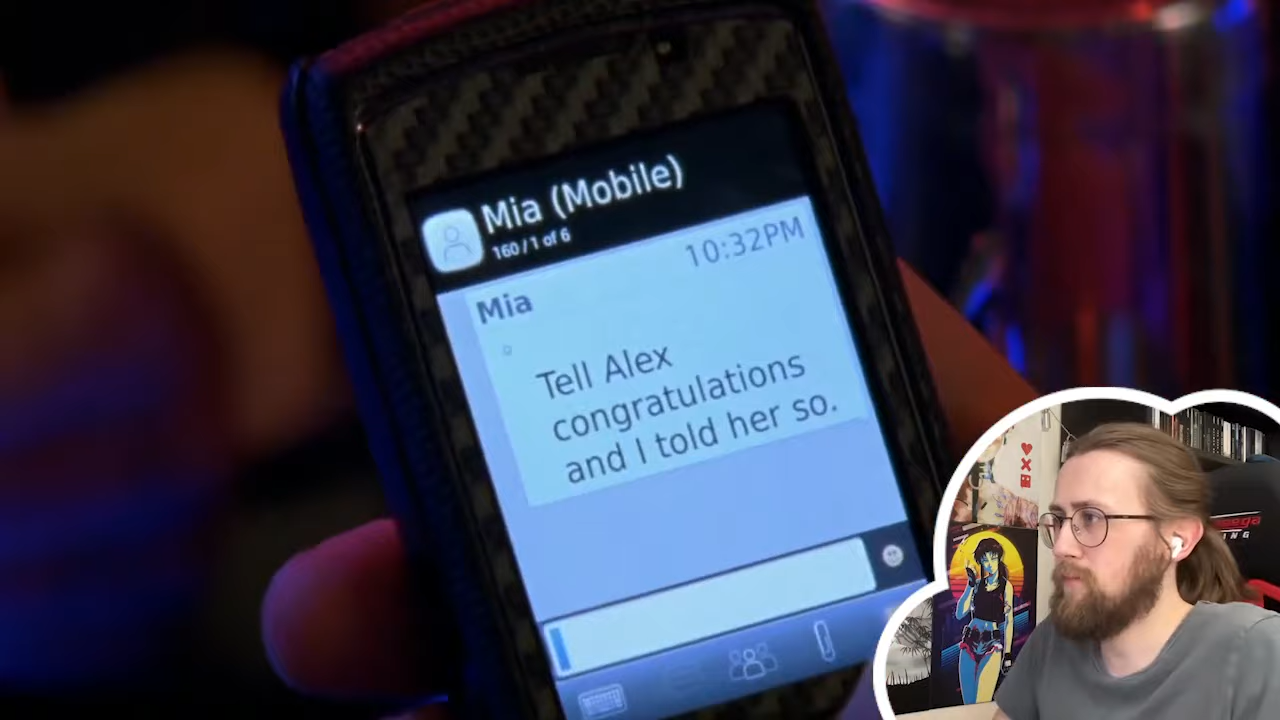 Mia (Mobile)
160 / 1 of 6
10:32PM
Mia
Tell Alex
congratulations
and I told her so.